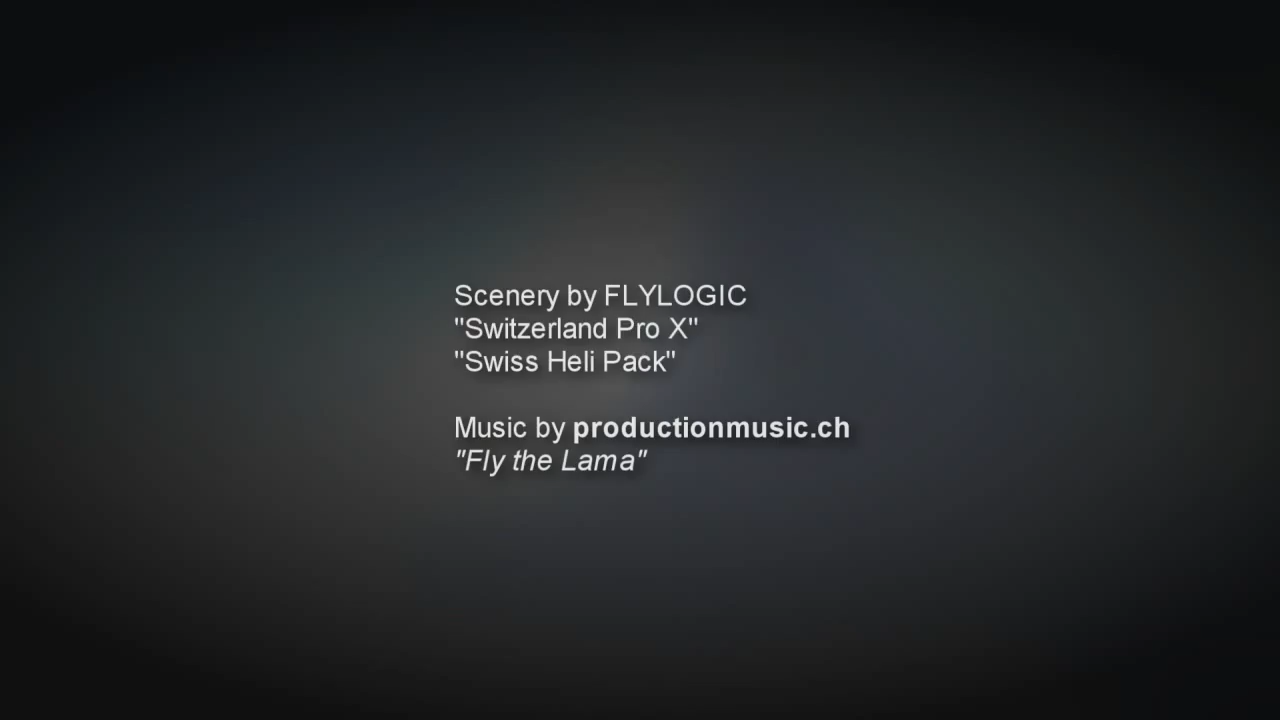 Scenery by FLYLOGIC
"Switzerland Pro X"
"Swiss Heli Pack"
Music by productionmusic.ch
"Fly the Lama"